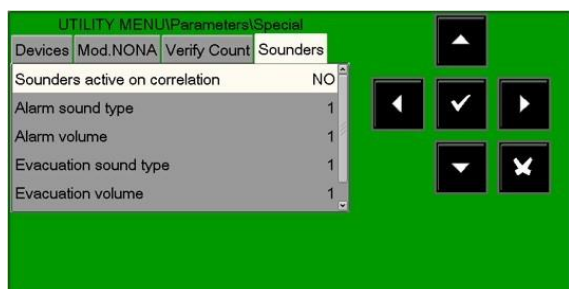 UTILITY MENU\Parameters\Special
Devices Mod.NONA Verify Count Sounders
Sounders active on correlation NO
Alarm sound type 1
Alarm volume 1
Evacuation sound type 1
Evacuation volume 1